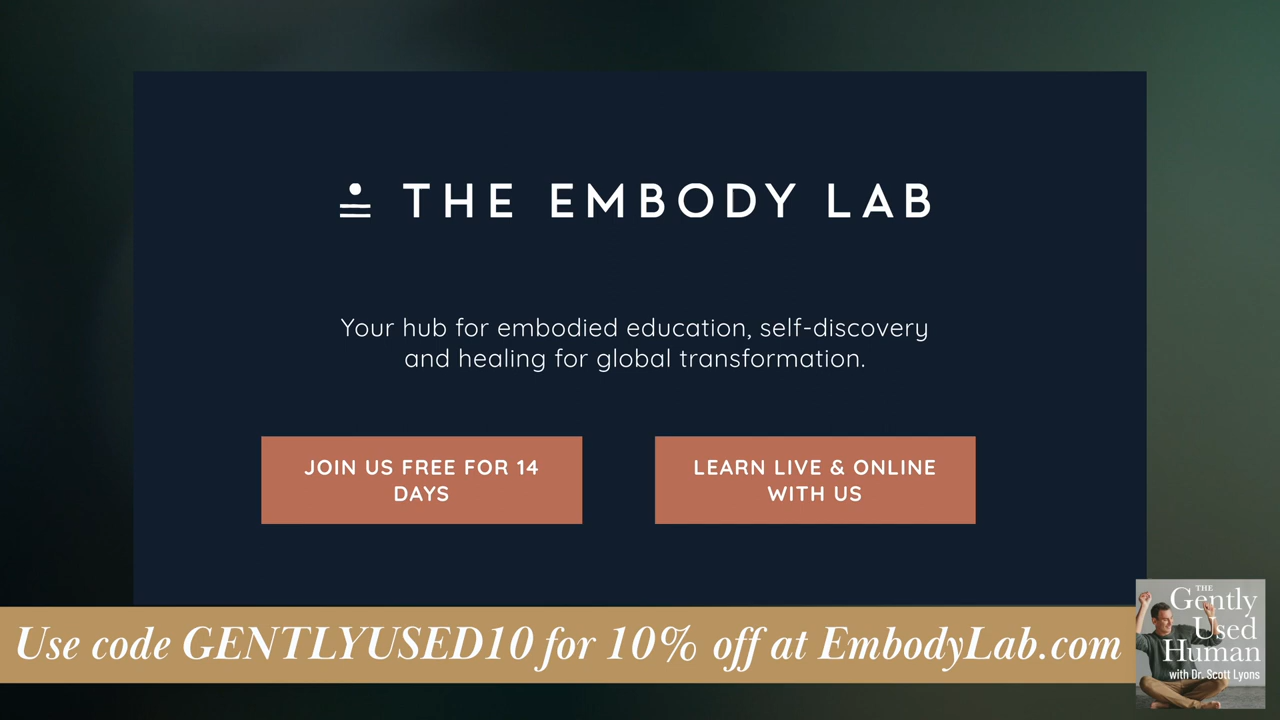 THE EMBODY LAB
Your hub for embodied education, self-discovery
and healing for global transformation.
JOIN US FREE FOR 14
DAYS
LEARN LIVE & ONLINE
WITH US
Use code GENTLYUSED10 for 10% off at EmbodyLab.com
THE
Gently
Used
Human
with Dr. Scott Lyons